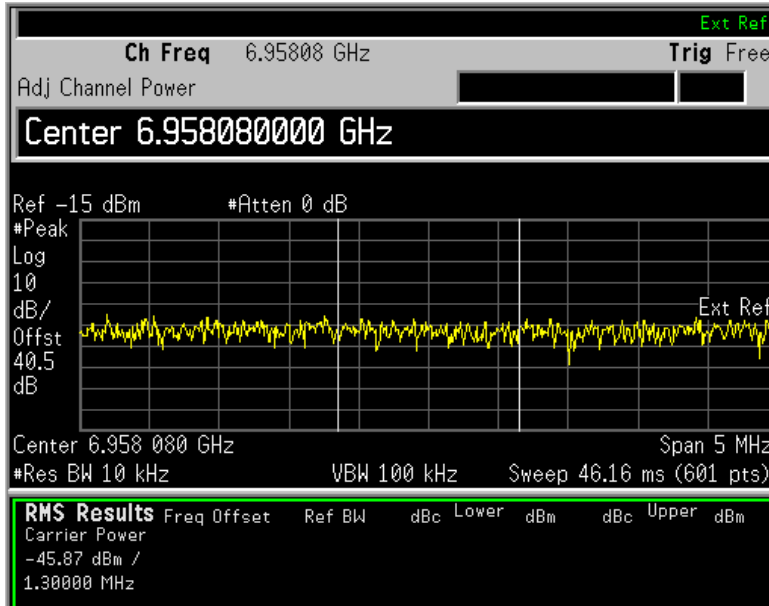 Ext Ref
Ch Freq 6.95808 GHz Trig Free
Adj Channel Power
Center 6.958080000 GHz
Ref -15 dBm #Atten 0 dB
#Peak
Log
10
dB/
Offst
40.5
dB
Ext Ref
Center 6.958 080 GHz Span 5 MHz
#Res BW 10 kHz VBW 100 kHz Sweep 46.16 ms (601 pts)
RMS Results Freq Offset Ref BW dBc Lower dBm dBc Upper dBm
Carrier Power
-45.87 dBm /
1.30000 MHz